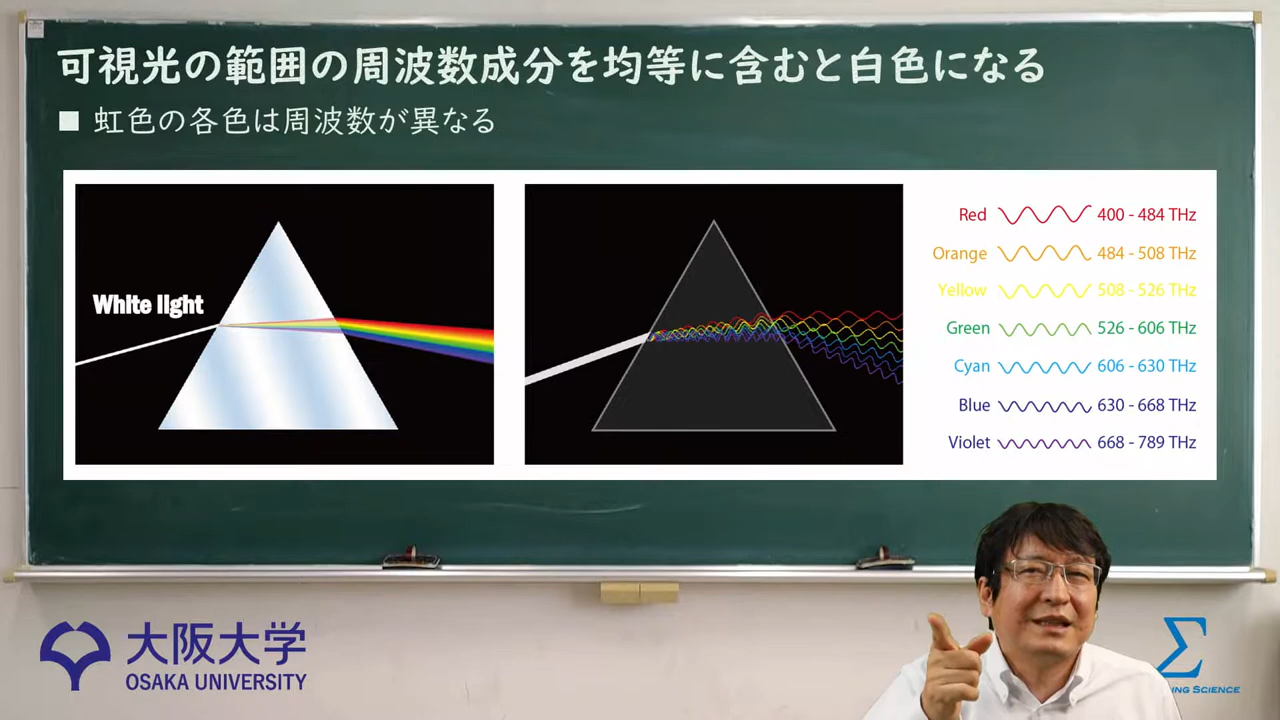 可視光の範囲の周波数成分を均等に含むと白色になる
■ 虹色の各色は周波数が異なる
White light
Red 400 - 484 THz
Orange 484 - 508 THz
Yellow 508 - 526 THz
Green 526 - 606 THz
Cyan 606 - 630 THz
Blue 630 - 668 THz
Violet 668 - 789 THz
大阪大学
OSAKA UNIVERSITY
Σ
SCIENCE